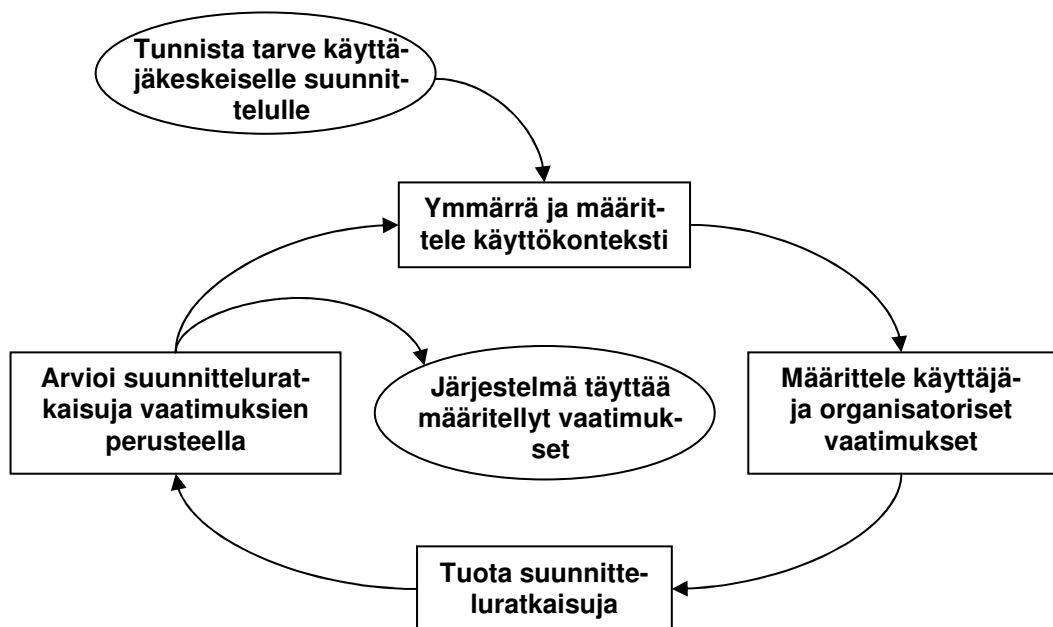 Tunnista tarve käyttä-
jäkeskeiselle suunnit-
telulle
Ymmärrä ja määrit-
tele käyttökonteksti
Arvioi suunnittelurat-
kaisuja vaatimuksien
perusteella
Järjestelmä täyttää
määritellyt vaatimuk-
set
Määrittele käyttäjä-
ja organisatoriset
vaatimukset
Tuota suunnitte-
luratkaisuja